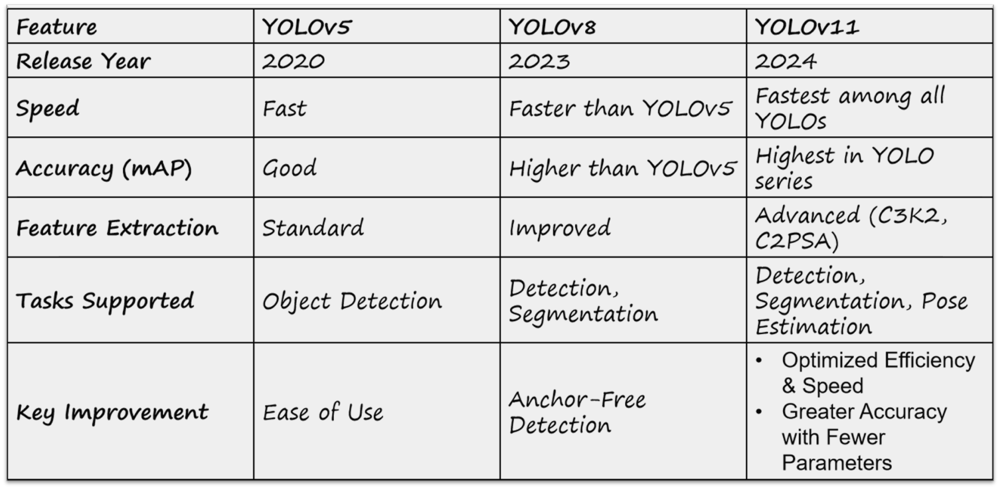 Feature
YOLOv5
YOLOv8
YOLOv11
Release Year
2020
2023
2024
Speed
Fast
Faster than YOLOv5
Fastest among all
YOLOs
Accuracy (mAP)
Good
Higher than YOLOv5
Highest in YOLO
series
Feature Extraction
Standard
Improved
Advanced (C3K2,
C2PSA)
Tasks Supported
Object Detection
Detection,
Segmentation
Detection,
Segmentation, Pose
Estimation
Key Improvement
Ease of Use
Anchor-Free
Detection
• Optimized Efficiency
& Speed
• Greater Accuracy
with Fewer
Parameters